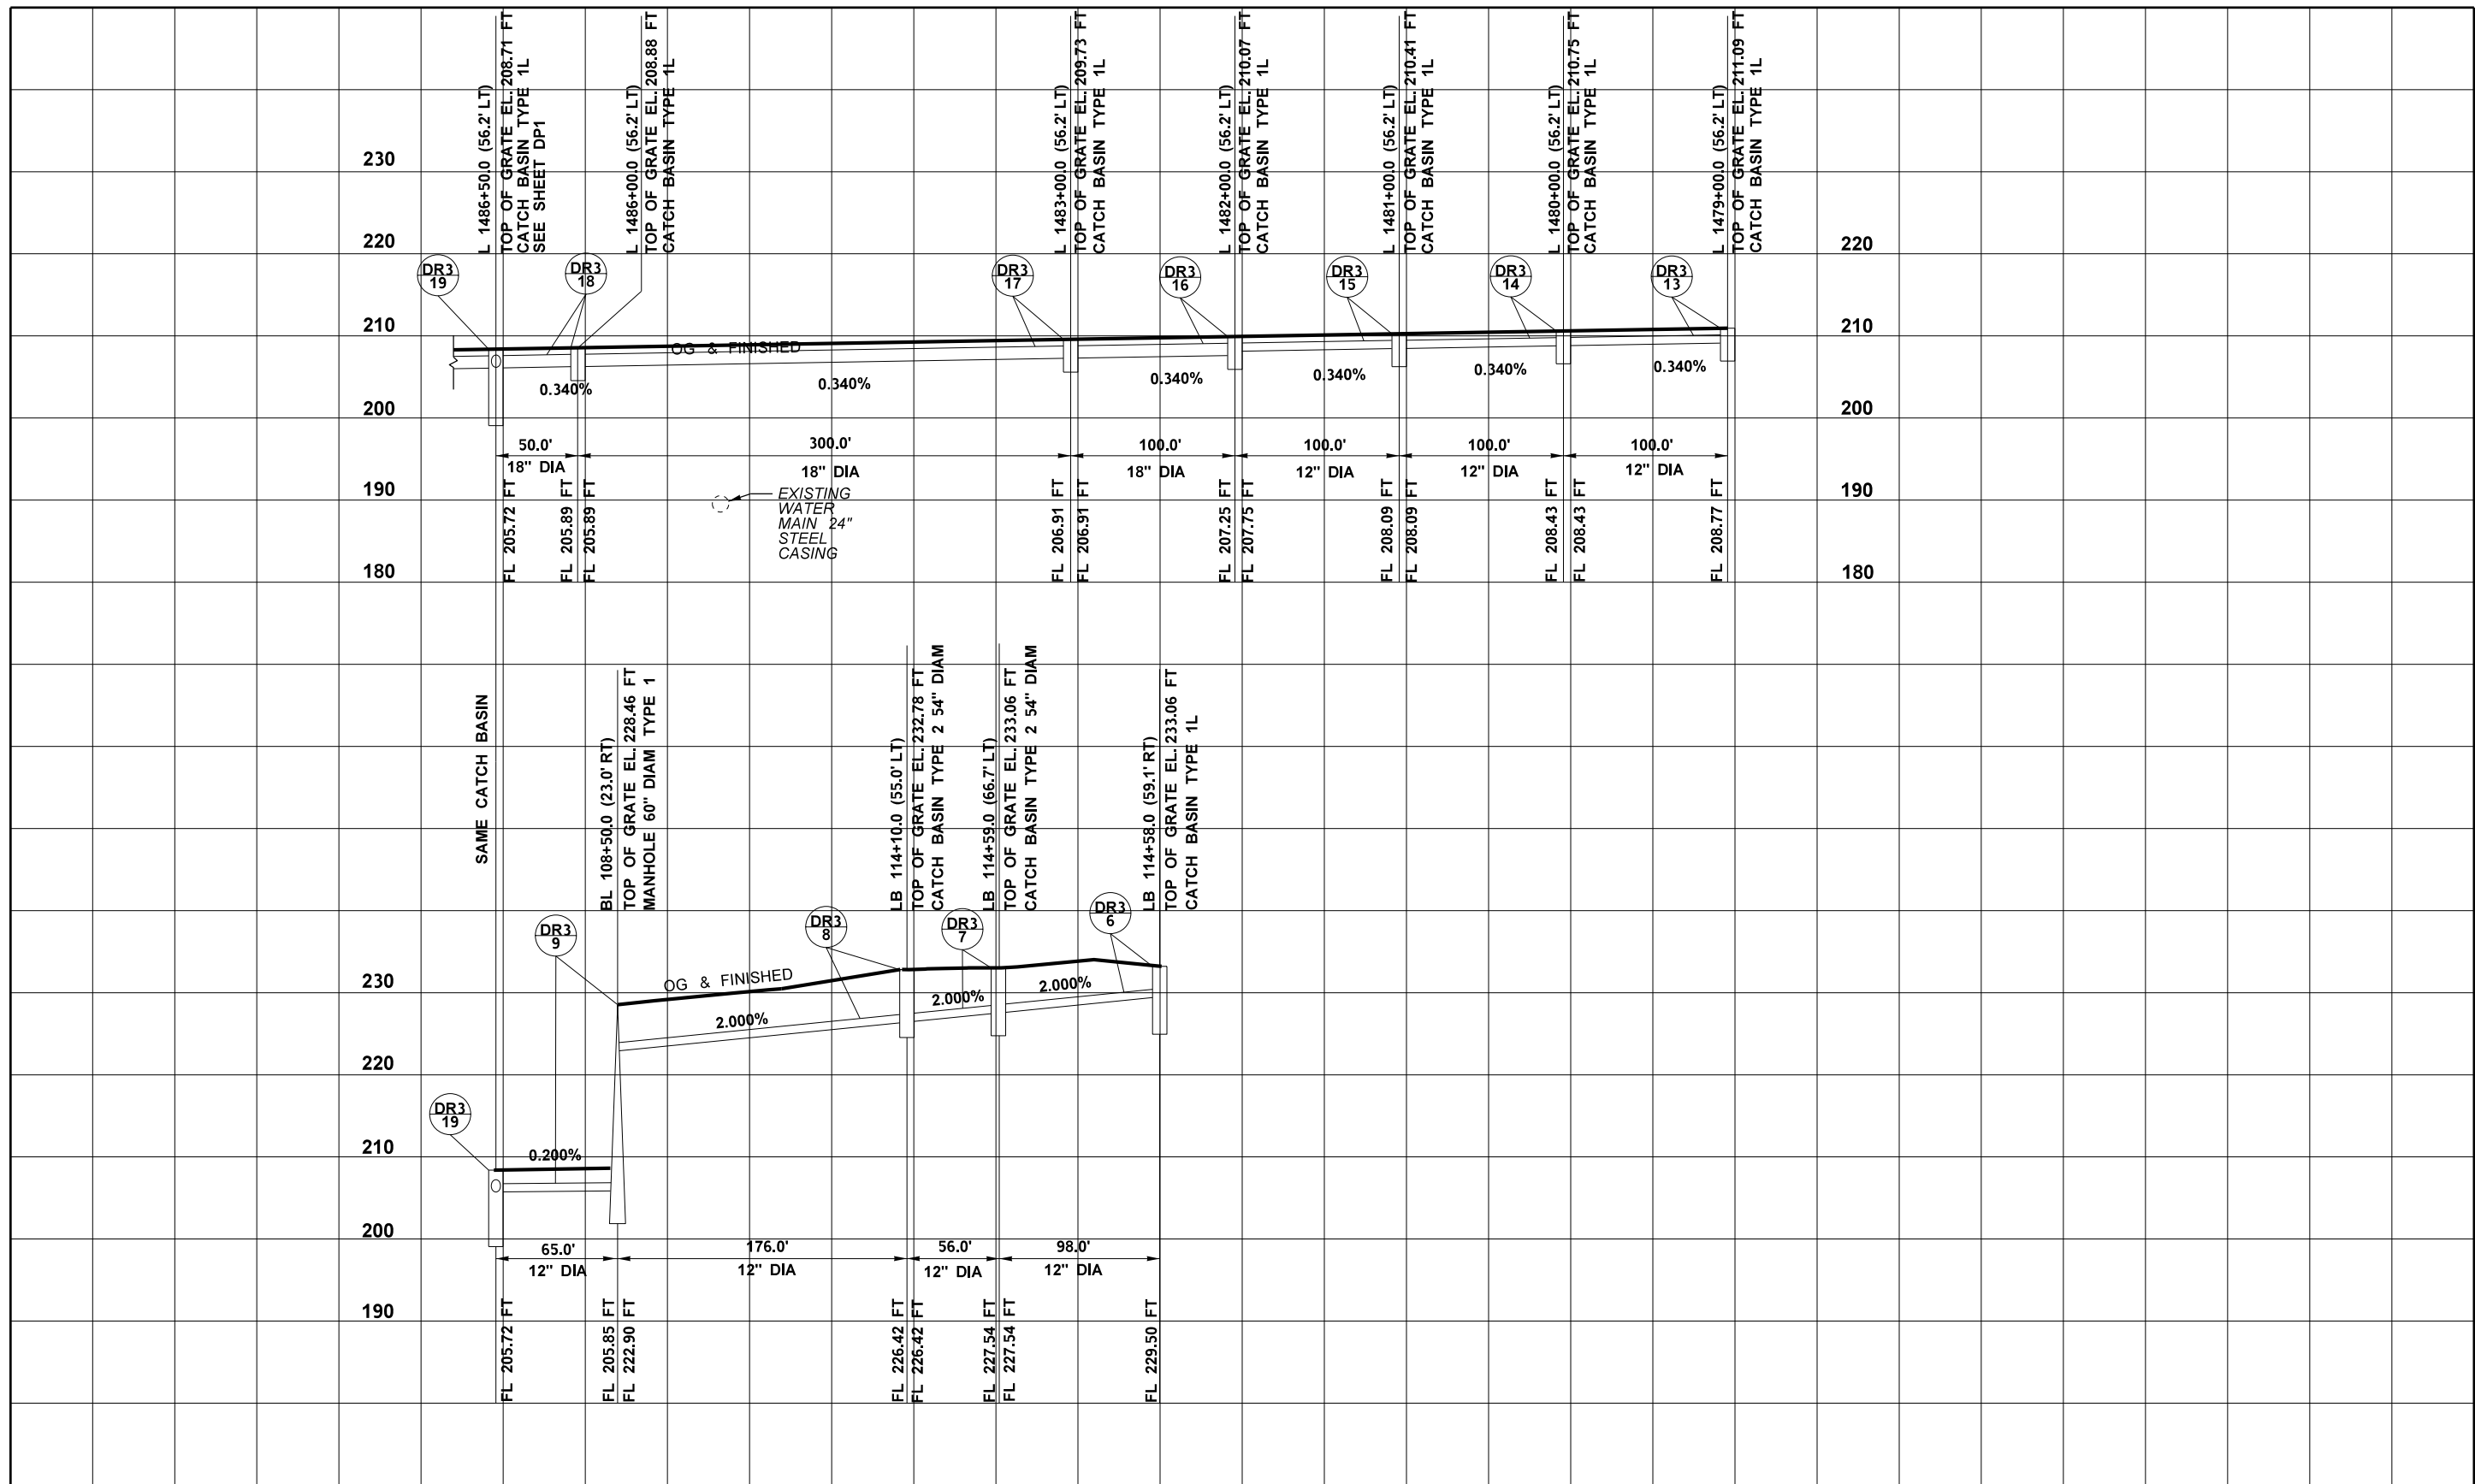 L 1486+50.0 (56.2' LT)
TOP OF GRATE EL. 208.71 FT
CATCH BASIN TYPE 1L
SEE SHEET DP1
L 1486+00.0 (56.2' LT)
TOP OF GRATE EL. 208.88 FT
CATCH BASIN TYPE 1L
L 1483+00.0 (56.2' LT)
TOP OF GRATE EL. 209.73 FT
CATCH BASIN TYPE 1L
L 1482+00.0 (56.2' LT)
TOP OF GRATE EL. 210.07 FT
CATCH BASIN TYPE 1L
L 1481+00.0 (56.2' LT)
TOP OF GRATE EL. 210.41 FT
CATCH BASIN TYPE 1L
L 1480+00.0 (56.2' LT)
TOP OF GRATE EL. 210.75 FT
CATCH BASIN TYPE 1L
L 1479+00.0 (56.2' LT)
TOP OF GRATE EL. 211.09 FT
CATCH BASIN TYPE 1L
230
220
220
DR3
19
DR3
18
DR3
17
DR3
16
DR3
15
DR3
14
DR3
13
210
210
OG & FINISHED
0.340%
0.340%
0.340%
0.340%
0.340%
0.340%
200
200
50.0'
300.0'
100.0'
100.0'
100.0'
100.0'
18" DIA
18" DIA
18" DIA
12" DIA
12" DIA
12" DIA
190
190
EXISTING
WATER
MAIN 24"
STEEL
CASING
FL 205.72 FT
FL 205.89 FT
FL 205.89 FT
FL 206.91 FT
FL 206.91 FT
FL 207.25 FT
FL 207.75 FT
FL 208.09 FT
FL 208.09 FT
FL 208.43 FT
FL 208.43 FT
FL 208.77 FT
180
180
SAME CATCH BASIN
BL 108+50.0 (23.0' RT)
TOP OF GRATE EL. 228.46 FT
MANHOLE 60" DIAM TYPE 1
LB 114+10.0 (55.0' LT)
TOP OF GRATE EL. 232.78 FT
CATCH BASIN TYPE 2 54" DIAM
LB 114+59.0 (66.7' LT)
TOP OF GRATE EL. 233.06 FT
CATCH BASIN TYPE 2 54" DIAM
LB 114+58.0 (59.1' RT)
TOP OF GRATE EL. 233.06 FT
CATCH BASIN TYPE 1L
DR3
9
DR3
8
DR3
7
DR3
6
230
OG & FINISHED
2.000%
2.000%
2.000%
220
DR3
19
210
0.200%
200
65.0'
176.0'
56.0'
98.0'
12" DIA
12" DIA
12" DIA
12" DIA
190
FL 205.72 FT
FL 205.85 FT
FL 222.90 FT
FL 226.42 FT
FL 226.42 FT
FL 227.54 FT
FL 227.54 FT
FL 229.50 FT